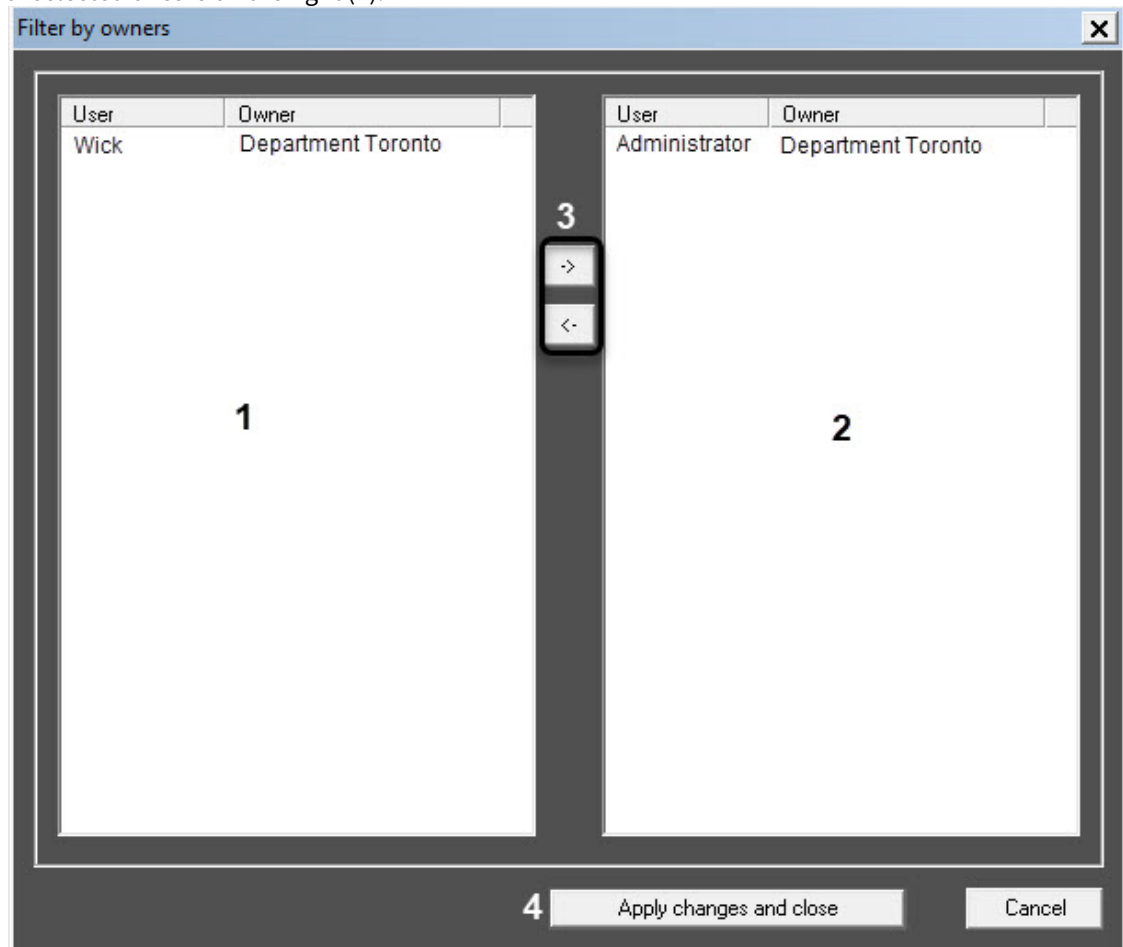 Filter by owners
User Owner
Wick Department Toronto
User Owner
Administrator Department Toronto
3
->
<-
1
2
4
Apply changes and close
Cancel